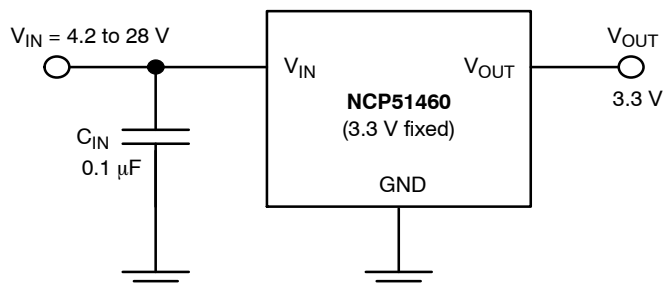 V_IN = 4.2 to 28 V
V_OUT
V_IN
V_OUT
NCP51460
(3.3 V fixed)
3.3 V
C_IN
0.1 μF
GND